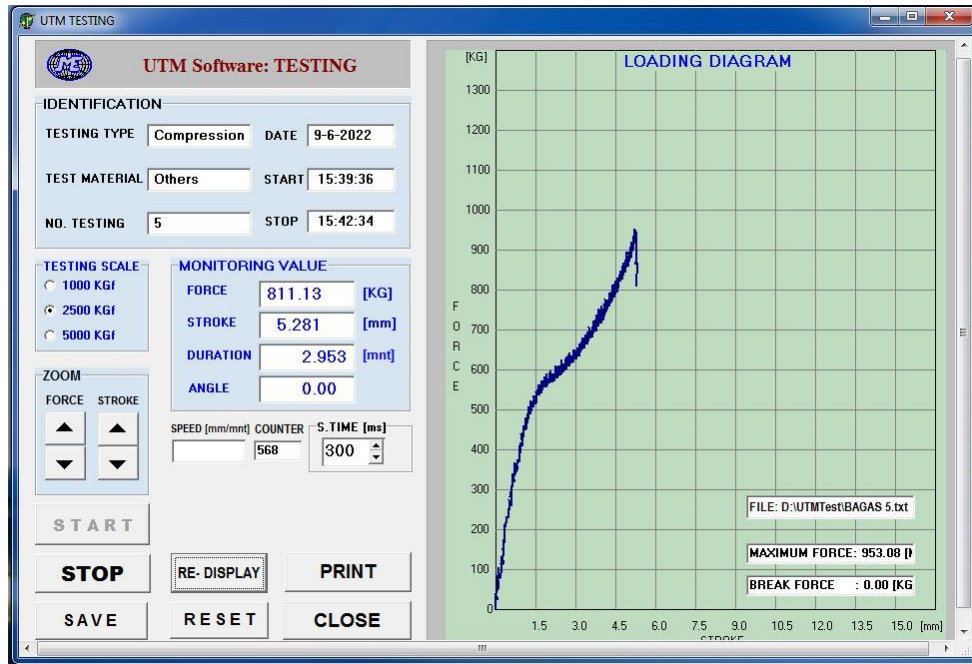 UTM TESTING
UTM Software: TESTING
IDENTIFICATION
TESTING TYPE Compression DATE 9-6-2022
TEST MATERIAL Others START 15:39:36
NO. TESTING 5 STOP 15:42:34
TESTING SCALE
1000 KGf
2500 KGf
5000 KGf
MONITORING VALUE
FORCE 811.13 [KG]
STROKE 5.281 [mm]
DURATION 2.953 [mnt]
ANGLE 0.00
ZOOM
FORCE STROKE
SPEED [mm/mnt] COUNTER S.TIME [ms]
568 300
START
STOP RE- DISPLAY PRINT
SAVE RESET CLOSE
[KG] LOADING DIAGRAM
1300
1200
1100
1000
900
800
700
600
500
400
300
200
100
0
FORCE
FILE: D:\UTMTest\BAGAS 5.txt
MAXIMUM FORCE: 953.08
BREAK FORCE : 0.00 [KG
1.5 3.0 4.5 6.0 7.5 9.0 10.5 12.0 13.5 15.0 [mm]
STROKE